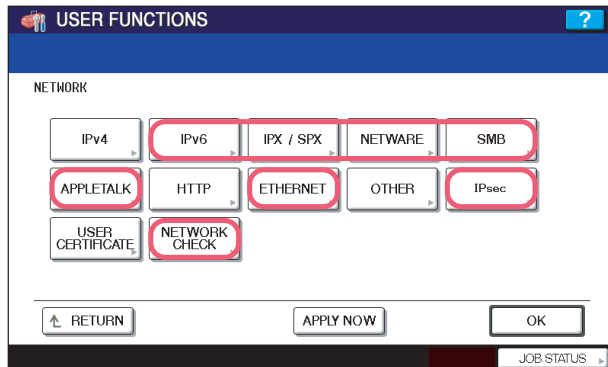 USER FUNCTIONS ?
NETWORK
IPv4 IPv6 IPX / SPX NETWARE SMB
APPLETALK HTTP ETHERNET OTHER IPsec
USER CERTIFICATE NETWORK CHECK
RETURN APPLY NOW OK
JOB STATUS